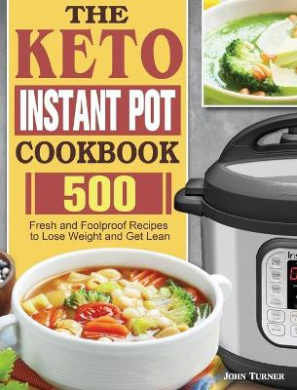 THE
KETO
INSTANT POT
COOKBOOK
500
Fresh and Foolproof Recipes
to Lose Weight and Get Lean
JOHN TURNER